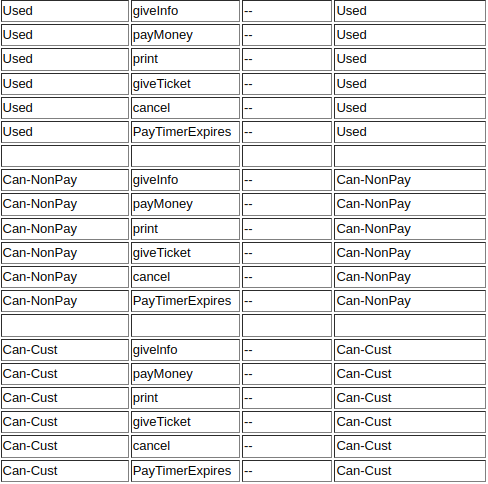 Used giveInfo -- Used
Used payMoney -- Used
Used print -- Used
Used giveTicket -- Used
Used cancel -- Used
Used PayTimerExpires -- Used
Can-NonPay giveInfo -- Can-NonPay
Can-NonPay payMoney -- Can-NonPay
Can-NonPay print -- Can-NonPay
Can-NonPay giveTicket -- Can-NonPay
Can-NonPay cancel -- Can-NonPay
Can-NonPay PayTimerExpires -- Can-NonPay
Can-Cust giveInfo -- Can-Cust
Can-Cust payMoney -- Can-Cust
Can-Cust print -- Can-Cust
Can-Cust giveTicket -- Can-Cust
Can-Cust cancel -- Can-Cust
Can-Cust PayTimerExpires -- Can-Cust